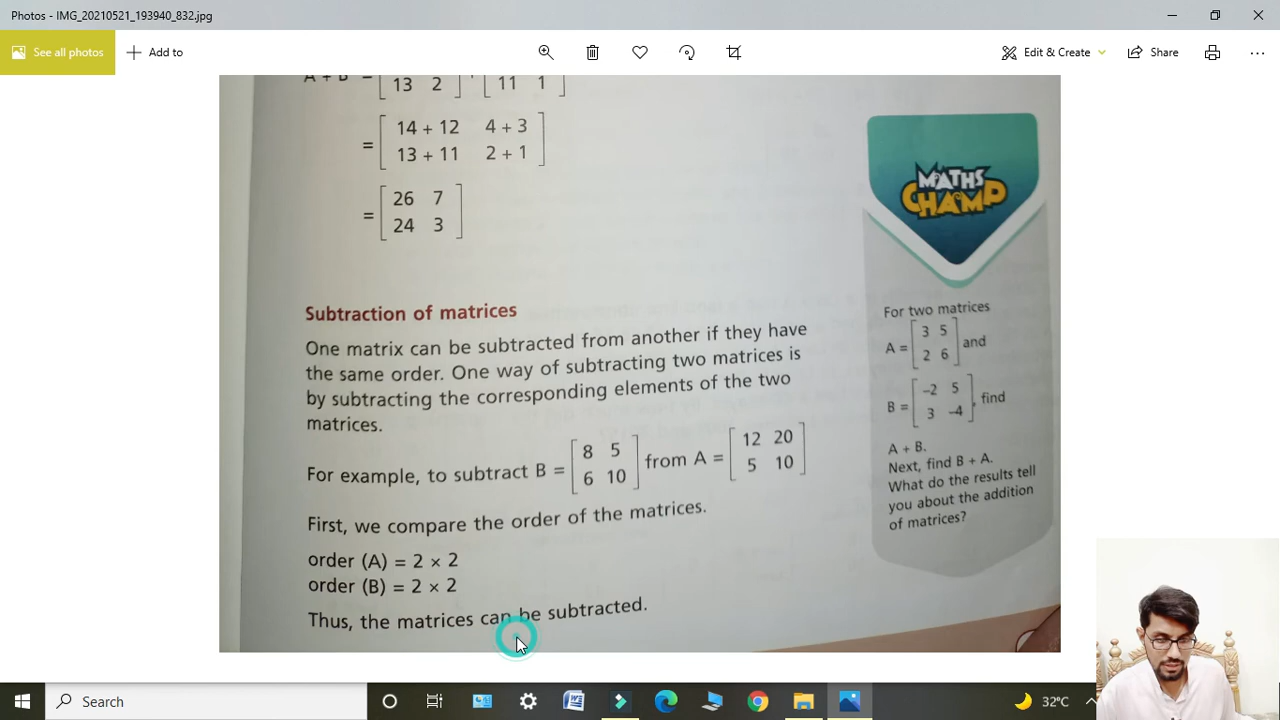 Photos - IMG_20210521_193940_832.jpg
See all photos
Add to
Edit & Create
Share
A + B =
13 2
+
11 1
= 14 + 12 4 + 3
13 + 11 2 + 1
= 26 7
24 3
Subtraction of matrices
One matrix can be subtracted from another if they have
the same order. One way of subtracting two matrices is
by subtracting the corresponding elements of the two
matrices.
For example, to subtract B = [8 5
6 10] from A = [12 20
5 10]
First, we compare the order of the matrices.
order (A) = 2 × 2
order (B) = 2 × 2
Thus, the matrices can be subtracted.
MATHS
CHAMP
For two matrices
A = [3 5
2 6] and
B = [-2 5
3 -4], find
A + B.
Next, find B + A.
What do the results tell
you about the addition
of matrices?
Search
32°C